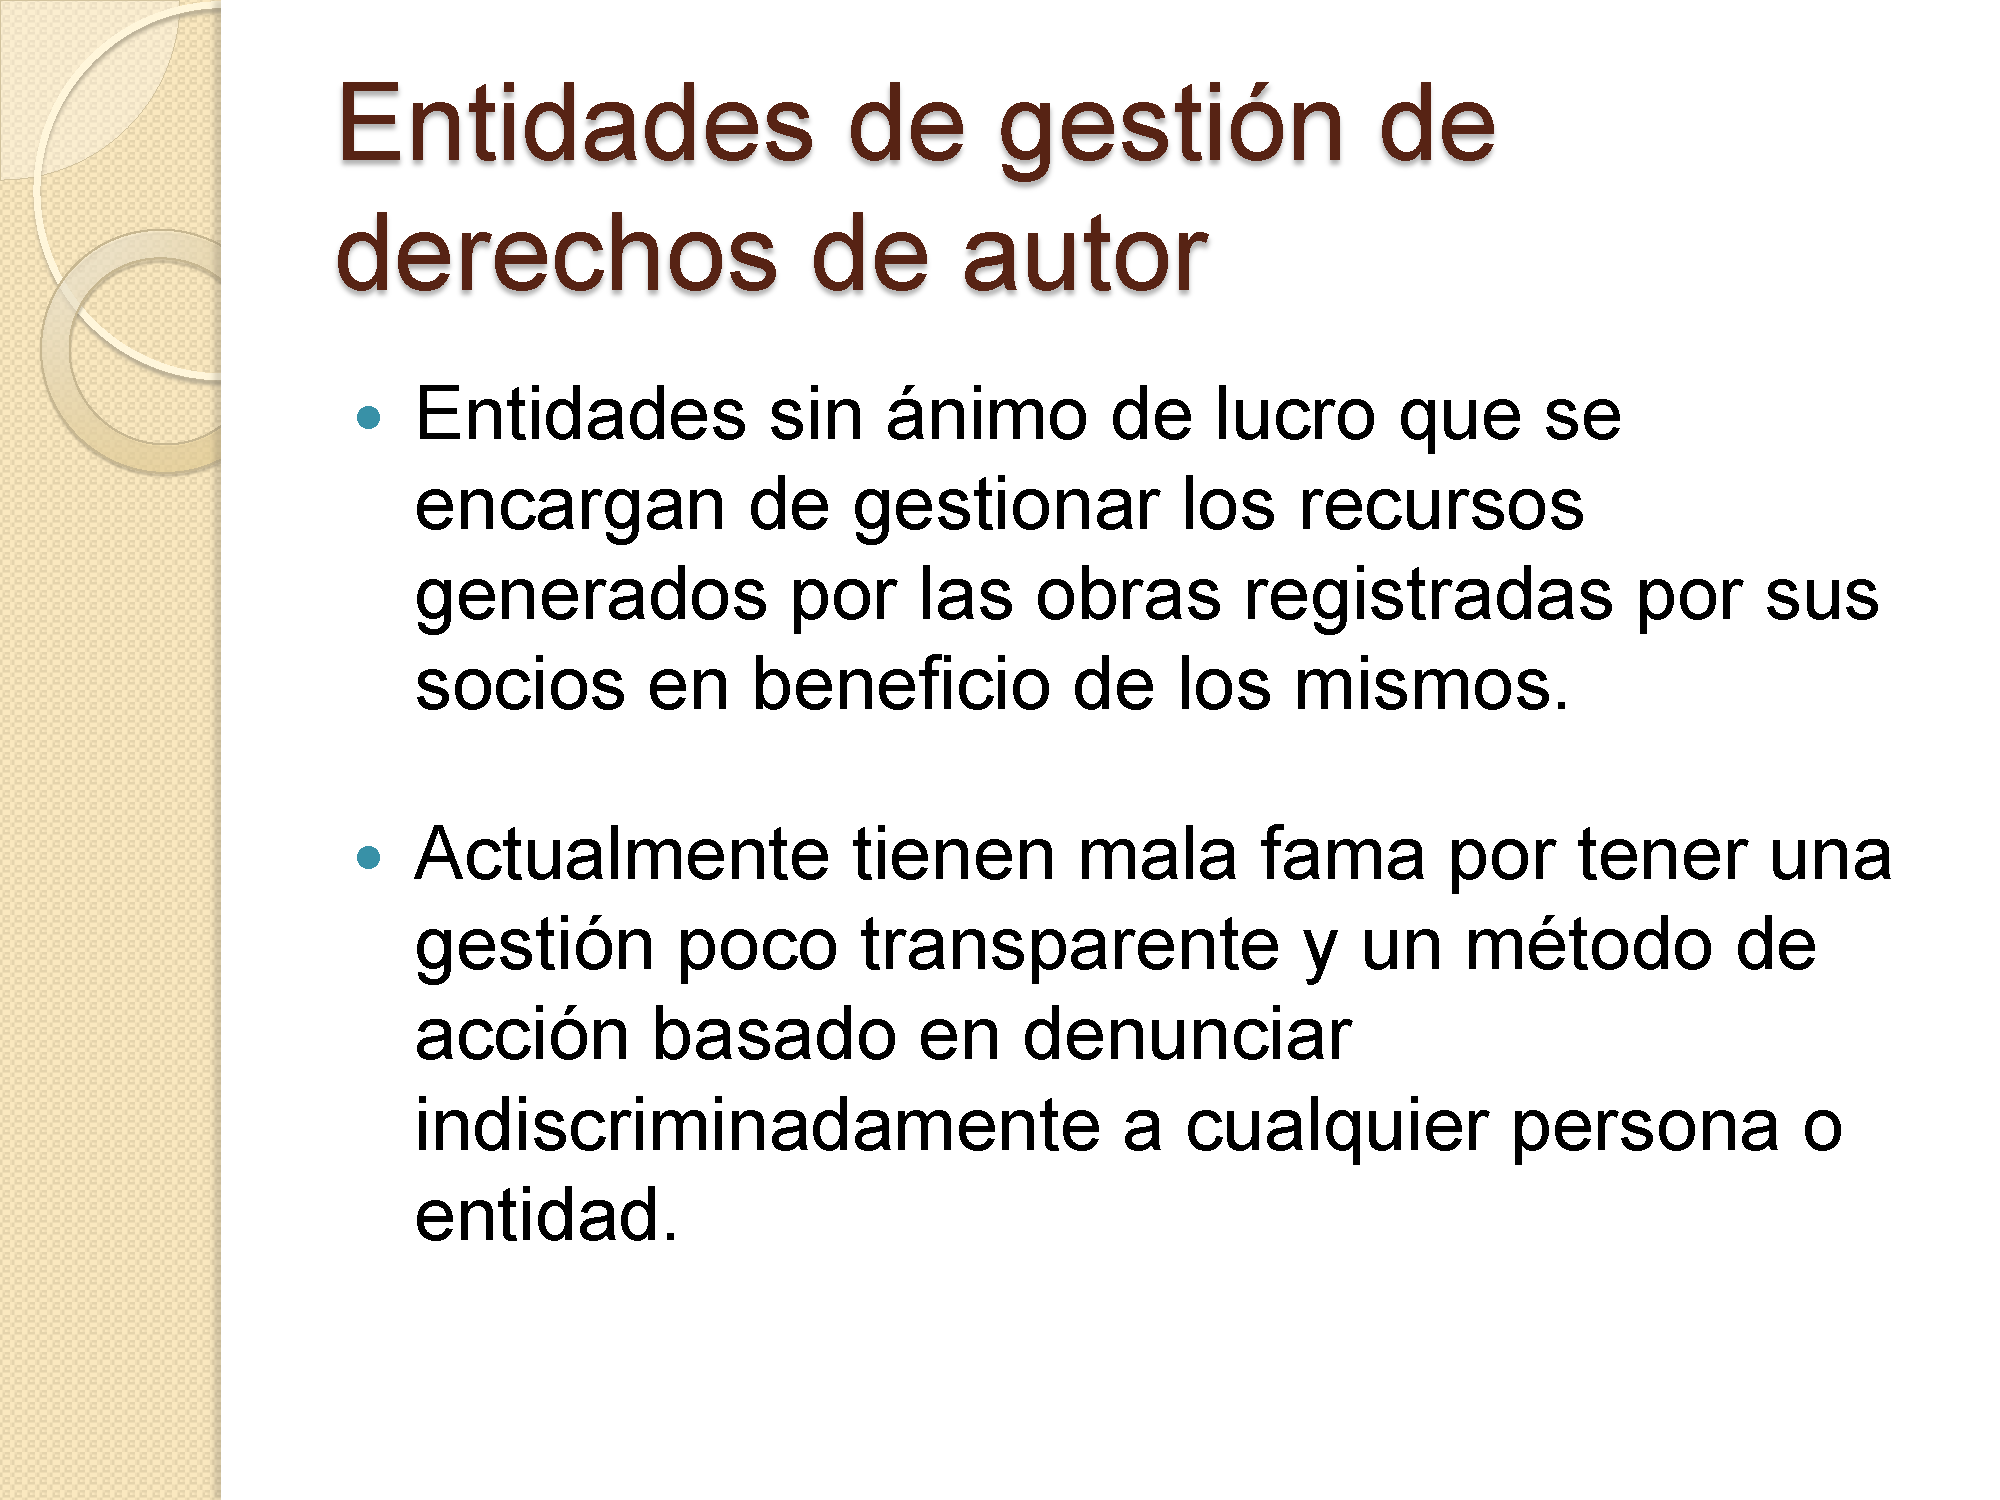 Entidades de gestión de
derechos de autor
• Entidades sin ánimo de lucro que se
encargan de gestionar los recursos
generados por las obras registradas por sus
socios en beneficio de los mismos.
• Actualmente tienen mala fama por tener una
gestión poco transparente y un método de
acción basado en denunciar
indiscriminadamente a cualquier persona o
entidad.